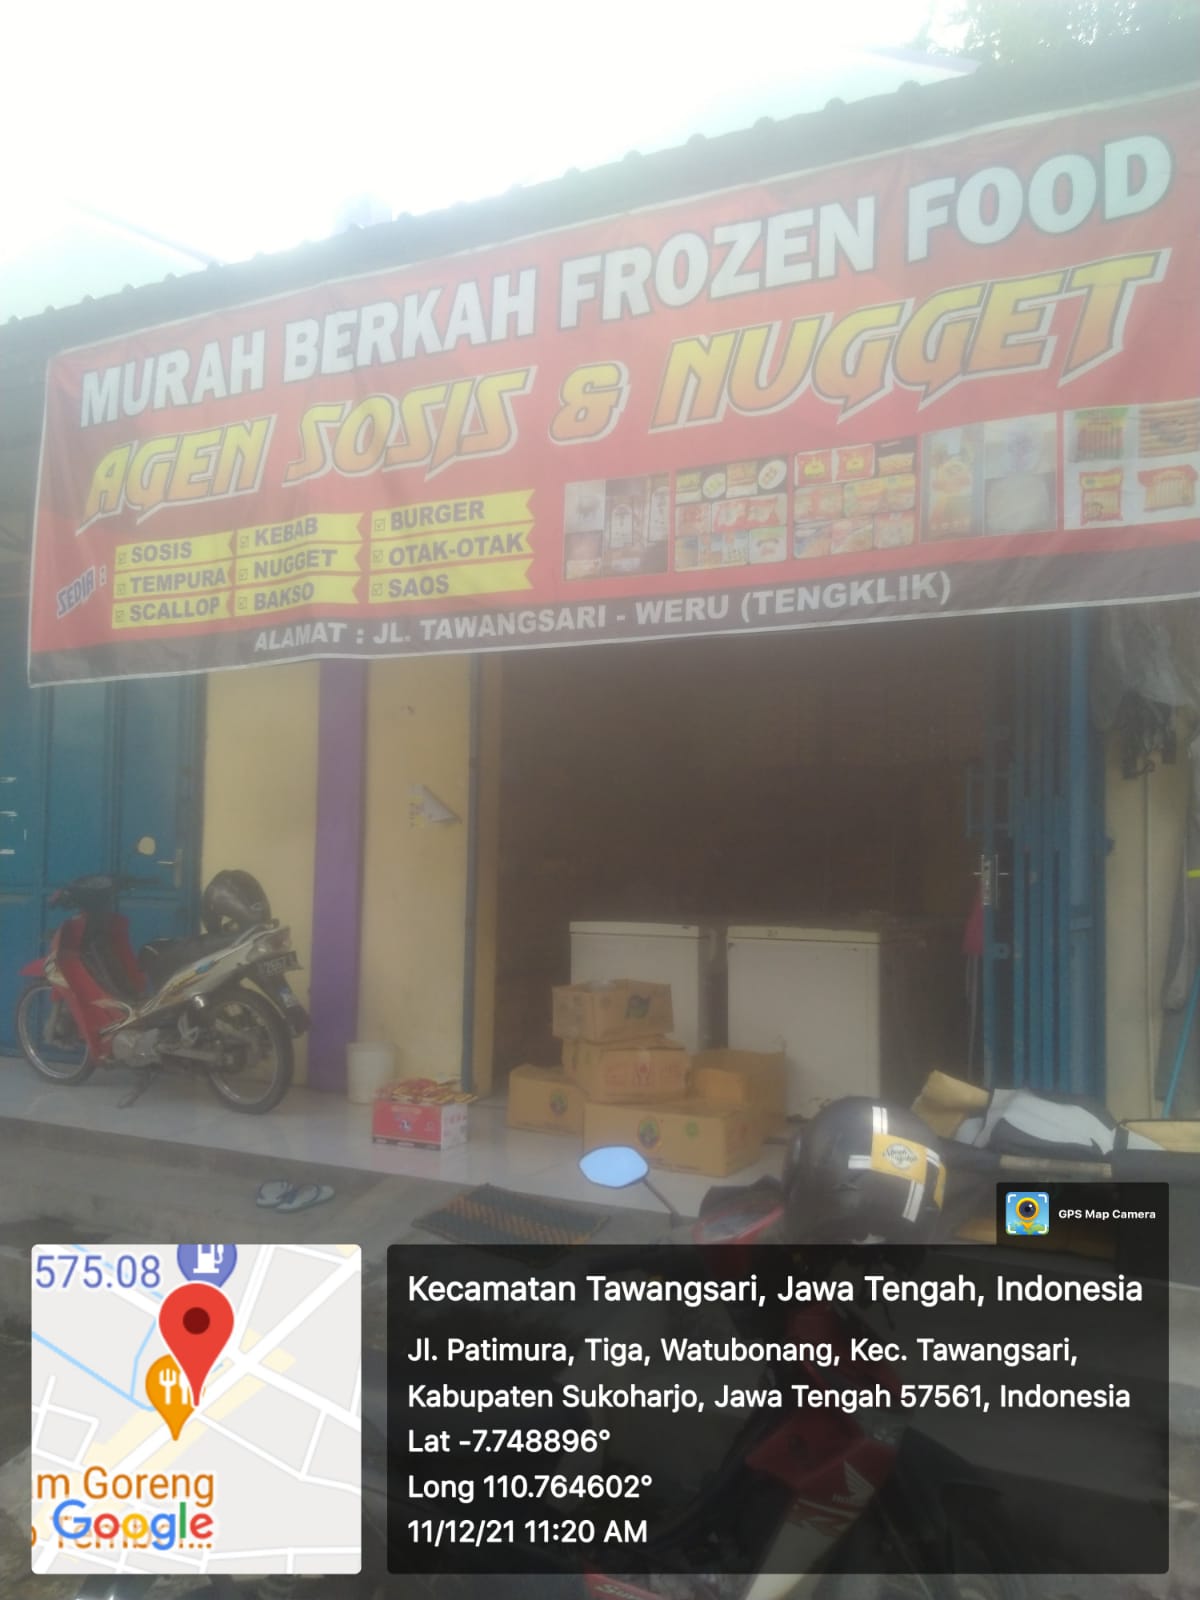 MURAH BERKAH FROZEN FOOD
AGEN SOSIS & NUGGET
SEDIA :
SOSIS
TEMPURA
SCALLOP
KEBAB
NUGGET
BAKSO
BURGER
OTAK-OTAK
SAOS
ALAMAT : JL. TAWANGSARI - WERU (TENGKLIK)
GPS Map Camera
575.08
m Goreng
Google
Kecamatan Tawangsari, Jawa Tengah, Indonesia
Jl. Patimura, Tiga, Watubonang, Kec. Tawangsari,
Kabupaten Sukoharjo, Jawa Tengah 57561, Indonesia
Lat -7.748896°
Long 110.764602°
11/12/21 11:20 AM